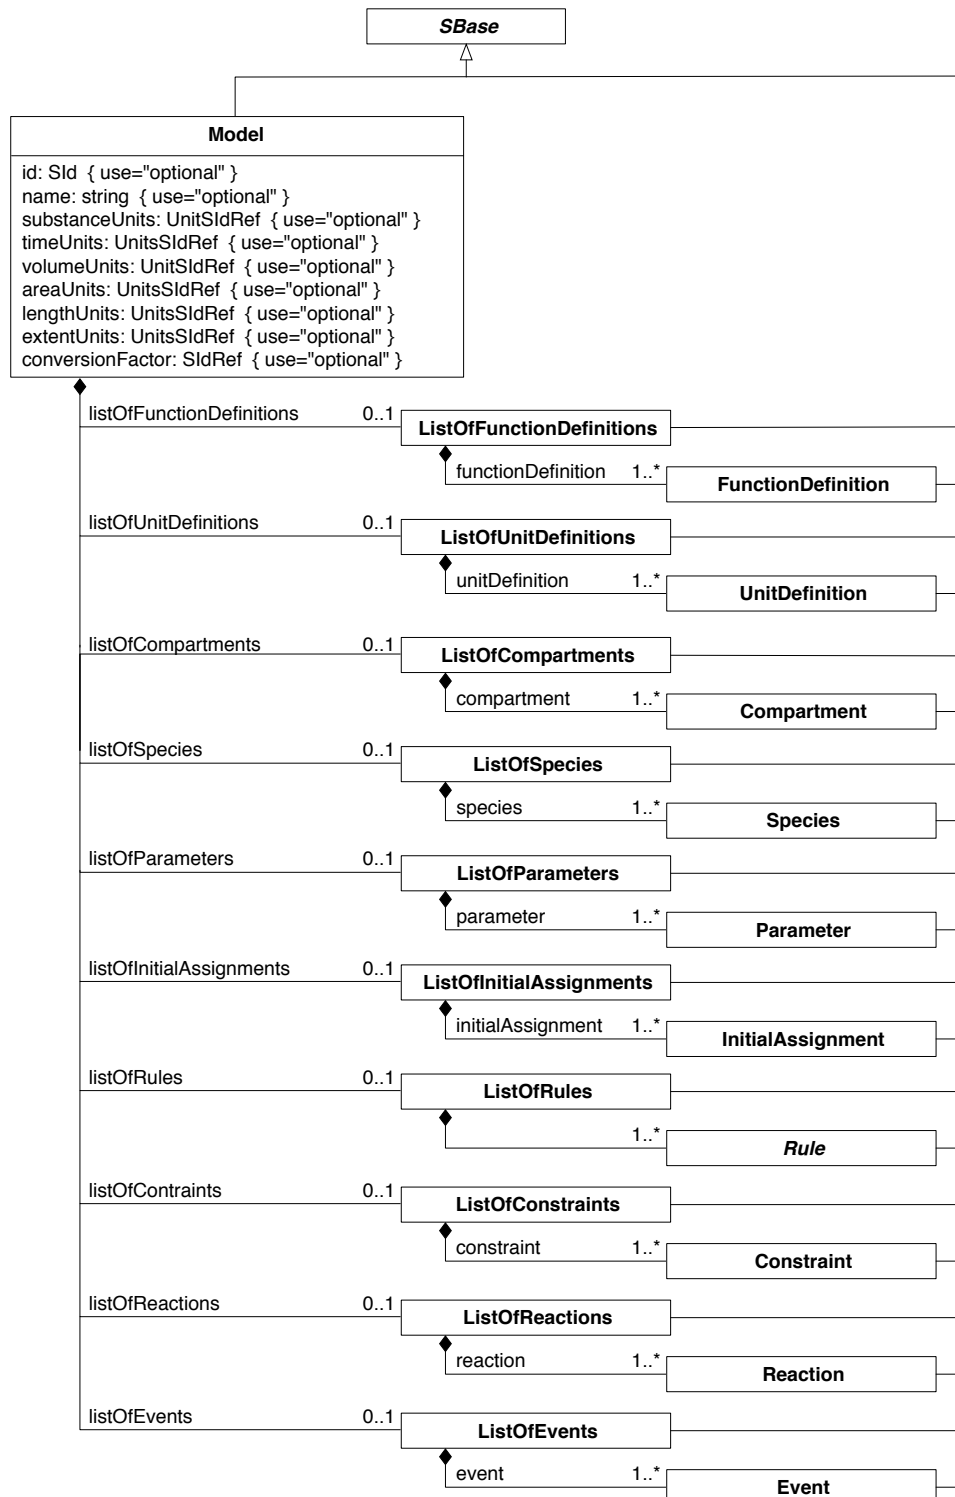 SBase
Model
id: SId { use="optional" }
name: string { use="optional" }
substanceUnits: UnitSIdRef { use="optional" }
timeUnits: UnitsSIdRef { use="optional" }
volumeUnits: UnitSIdRef { use="optional" }
areaUnits: UnitsSIdRef { use="optional" }
lengthUnits: UnitsSIdRef { use="optional" }
extentUnits: UnitsSIdRef { use="optional" }
conversionFactor: SIdRef { use="optional" }
listOfFunctionDefinitions 0..1 ListOfFunctionDefinitions
functionDefinition 1..* FunctionDefinition
listOfUnitDefinitions 0..1 ListOfUnitDefinitions
unitDefinition 1..* UnitDefinition
listOfCompartments 0..1 ListOfCompartments
compartment 1..* Compartment
listOfSpecies 0..1 ListOfSpecies
species 1..* Species
listOfParameters 0..1 ListOfParameters
parameter 1..* Parameter
listOfInitialAssignments 0..1 ListOfInitialAssignments
initialAssignment 1..* InitialAssignment
listOfRules 0..1 ListOfRules
1..* Rule
listOfContraints 0..1 ListOfConstraints
constraint 1..* Constraint
listOfReactions 0..1 ListOfReactions
reaction 1..* Reaction
listOfEvents 0..1 ListOfEvents
event 1..* Event